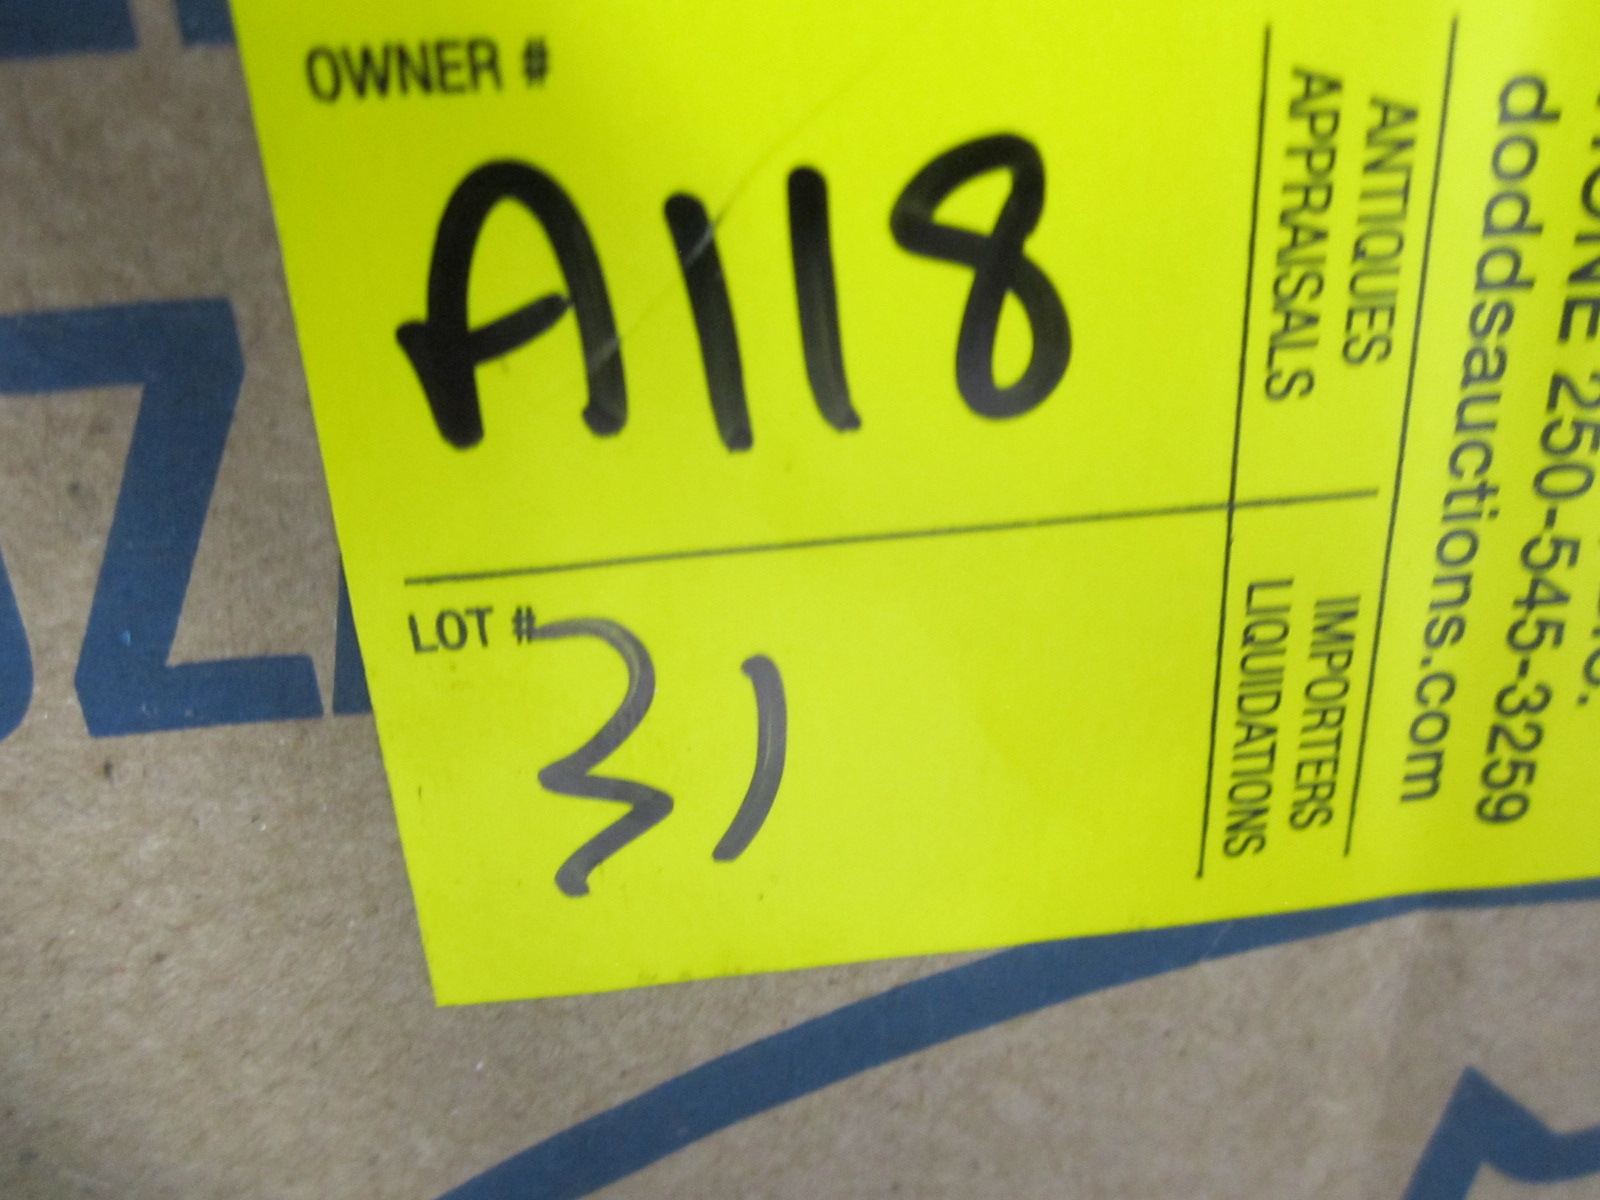 OWNER #
A118
LOT #
31
ANTIQUES
APPRAISALS
IMPORTERS
LIQUIDATIONS
250-545-3259
doddsauctions.com